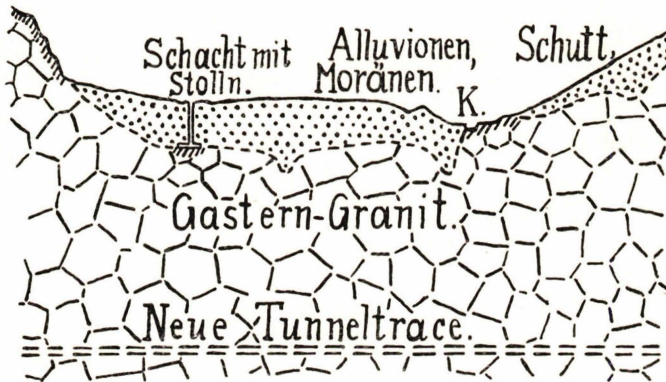 Schacht mit
Stolln.
Alluvionen,
Moränen.
Schutt,
K.
Gastern-Granit.
Neue Tunneltrace.